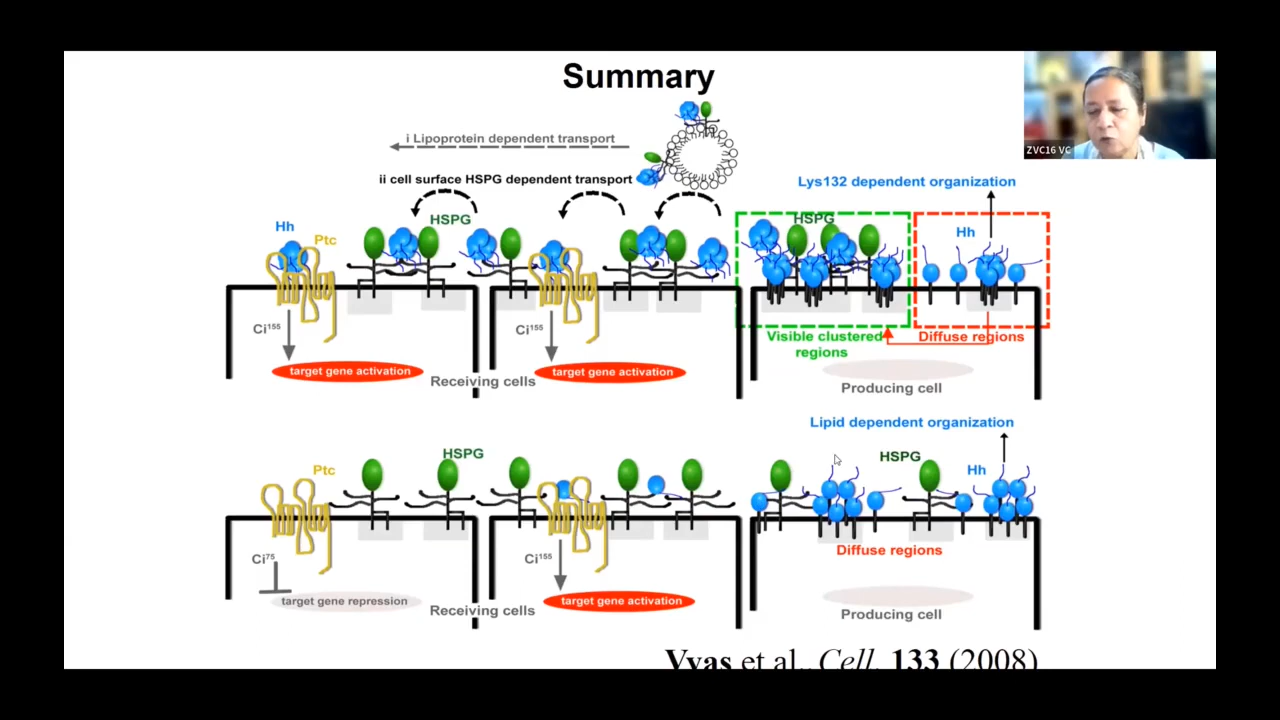 Summary
ZVC16 VC
i Lipoprotein dependent transport
ii cell surface HSPG dependent transport
Lys132 dependent organization
Hh
Ptc
HSPG
HSPG
Hh
Ci155
Ci155
target gene activation
target gene activation
Receiving cells
Visible clustered
regions
Diffuse regions
Producing cell
Lipid dependent organization
Ptc
HSPG
HSPG
Hh
Ci75
Ci155
Diffuse regions
target gene repression
target gene activation
Receiving cells
Producing cell
Vyas et al., Cell, 133 (2008)